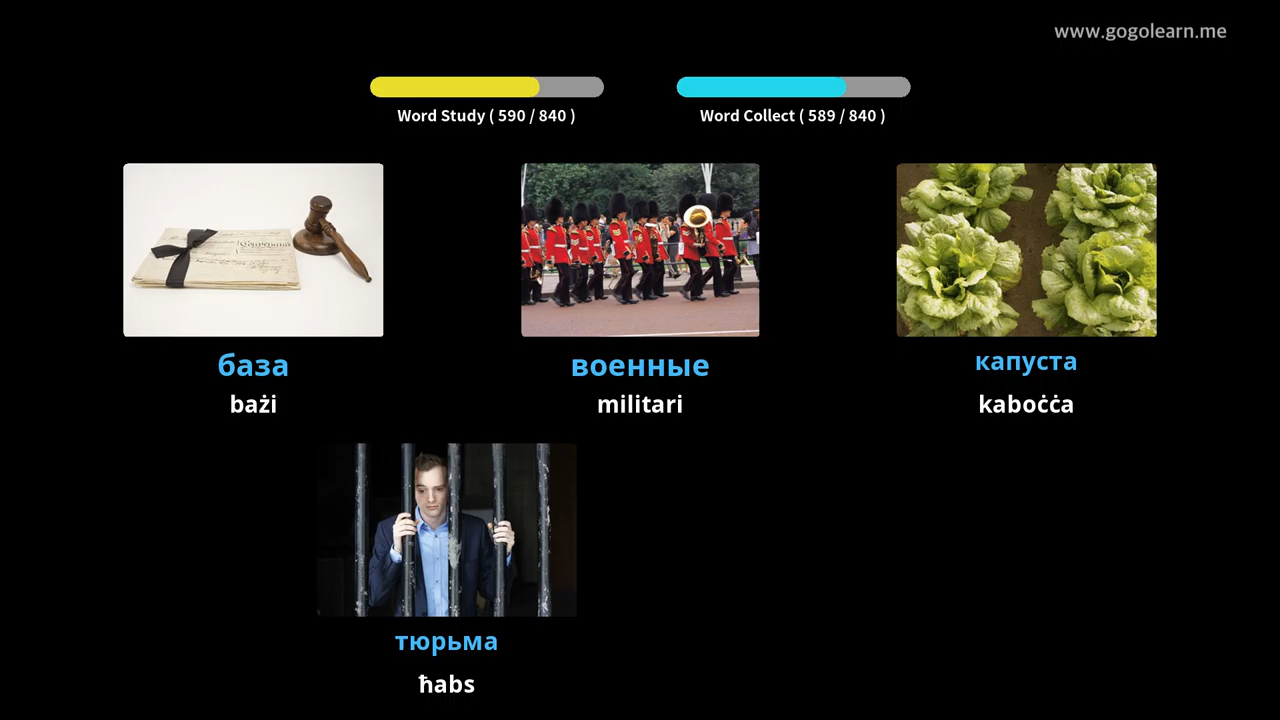 www.gogolearn.me
Word Study ( 590 / 840 )
Word Collect ( 589 / 840 )
база
bażi
военные
militari
капуста
kaboċċa
тюрьма
ħabs